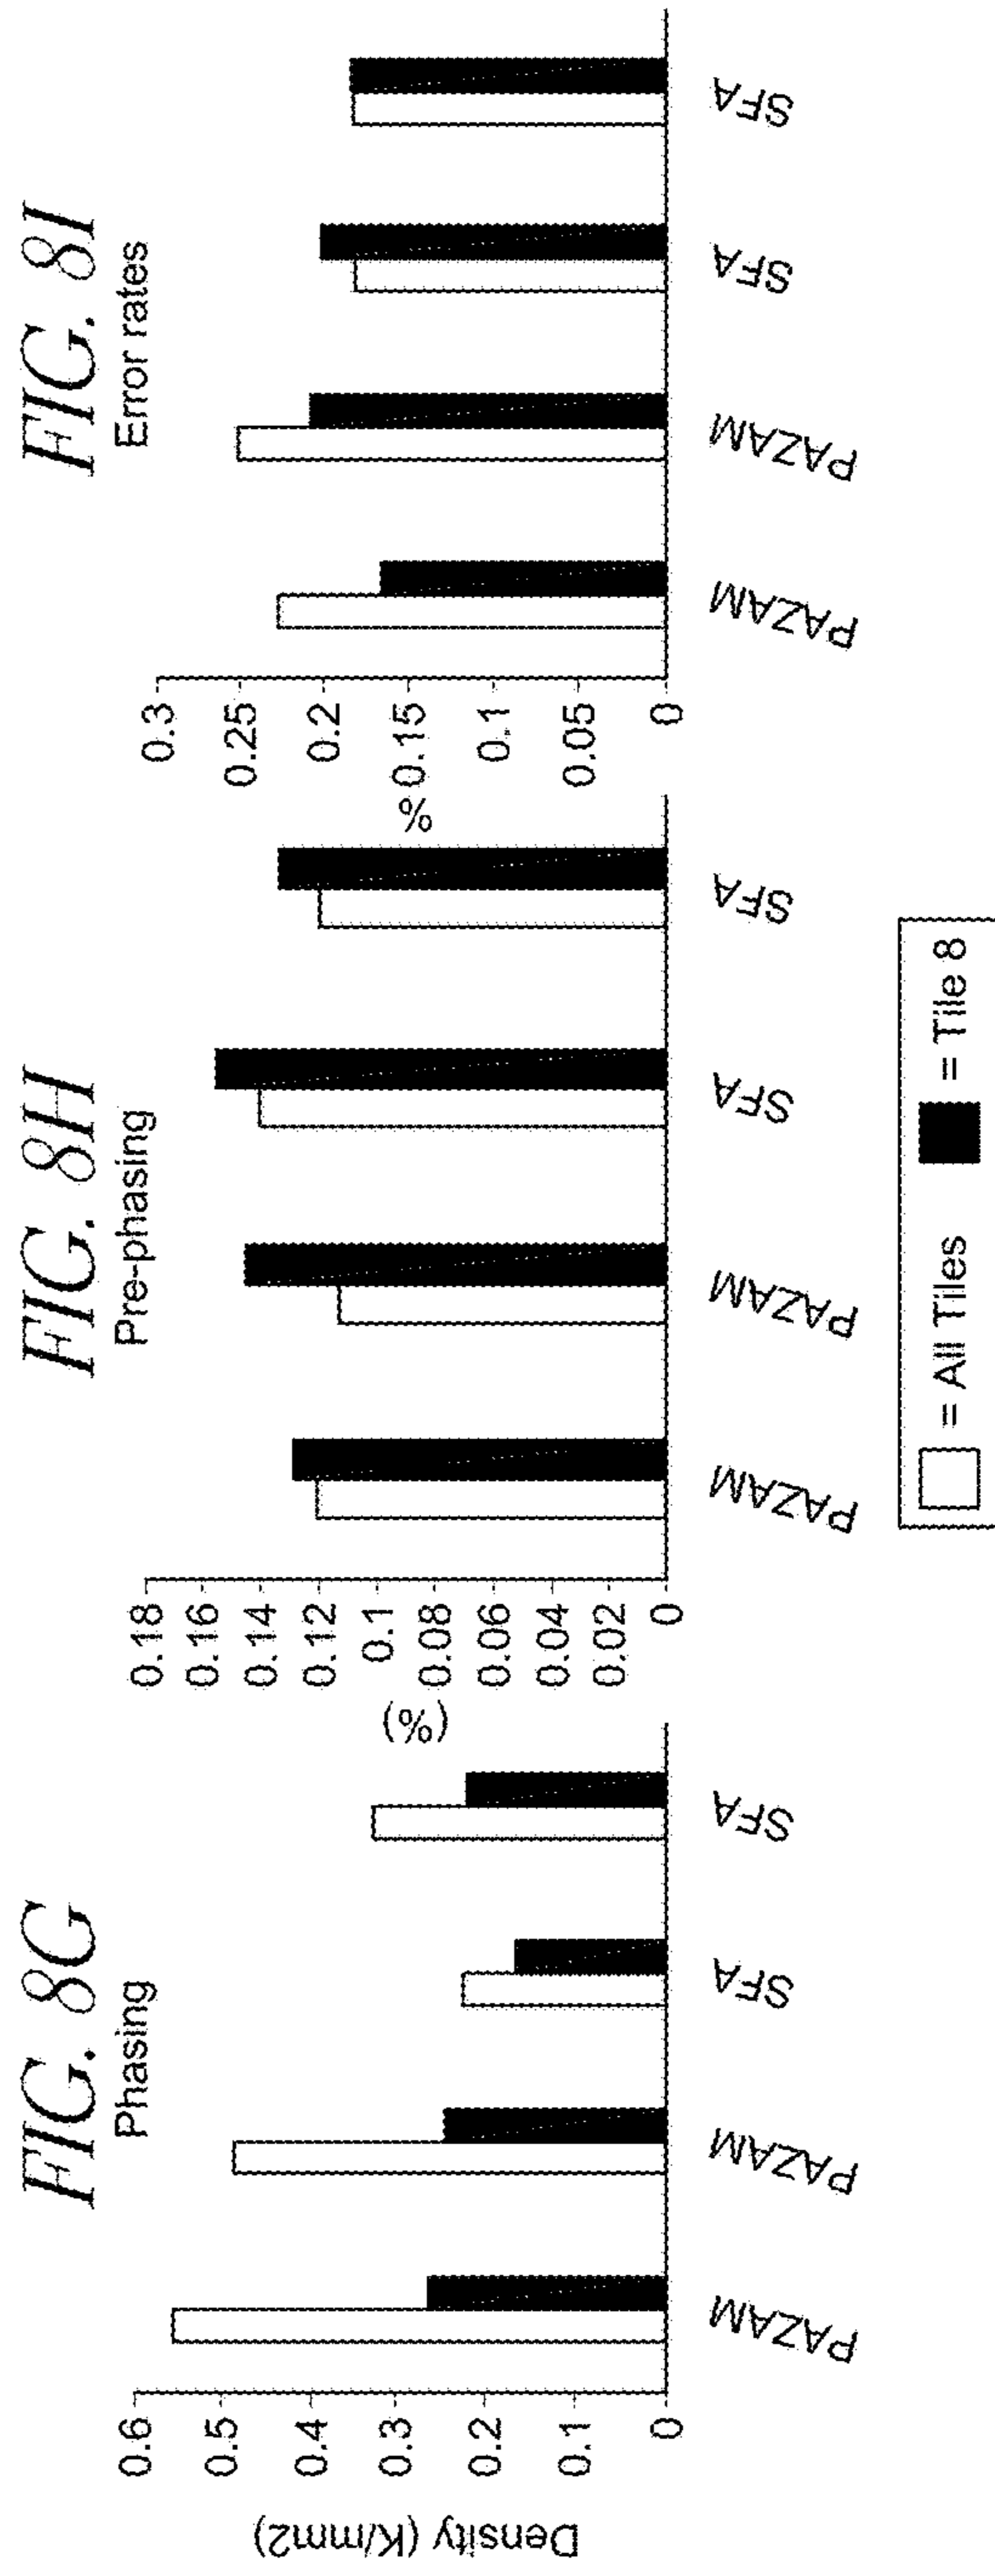 FIG. 8G
Phasing
Density (K/mm2)
0.6
0.5
0.4
0.3
0.2
0.1
0
PAZAM
PAZAM
SFA
SFA
FIG. 8H
Pre-phasing
(%)
0.18
0.16
0.14
0.12
0.1
0.08
0.06
0.04
0.02
0
PAZAM
PAZAM
SFA
SFA
FIG. 8I
Error rates
%
0.3
0.25
0.2
0.15
0.1
0.05
0
PAZAM
PAZAM
SFA
SFA
= All Tiles = Tile 8